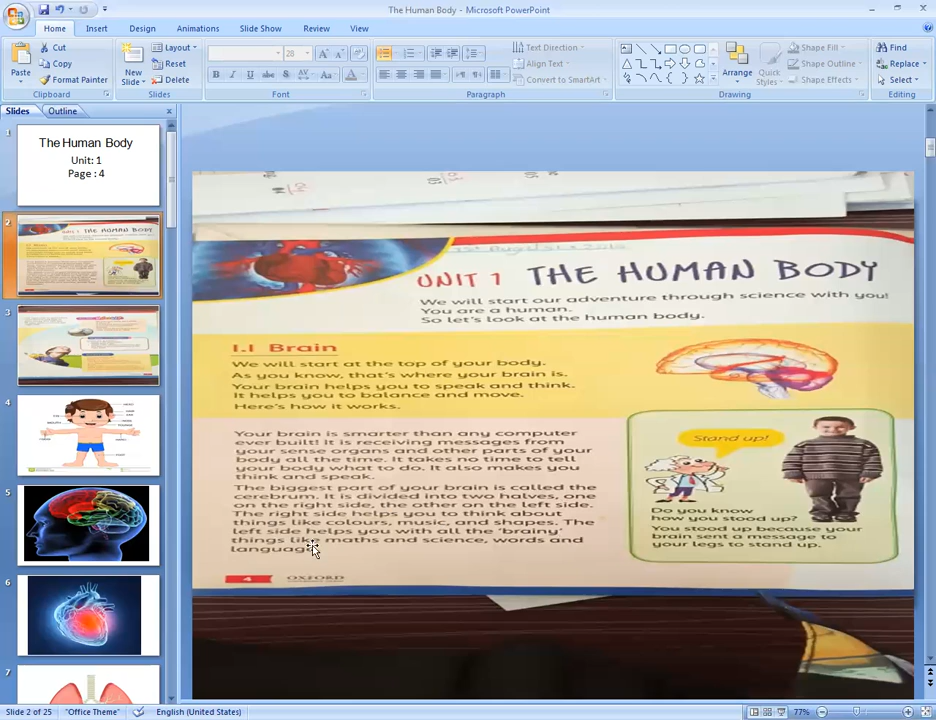 The Human Body - Microsoft PowerPoint
Home Insert Design Animations Slide Show Review View
Cut
Copy
Format Painter
Paste
Clipboard
New Slide
Layout
Reset
Delete
Slides
28
Font
Text Direction
Align Text
Convert to SmartArt
Paragraph
Arrange
Quick Styles
Shape Fill
Shape Outline
Shape Effects
Drawing
Find
Replace
Select
Editing
Slides Outline
1
The Human Body
Unit: 1
Page : 4
2
3
4
5
6
7
UNIT 1 THE HUMAN BODY
We will start our adventure through science with you!
You are a human.
So let's look at the human body.
1.1 Brain
We will start at the top of your body.
As you know, that's where your brain is.
Your brain helps you to speak and think.
It helps you to balance and move.
Here's how it works.
Your brain is smarter than any computer
ever built! It is receiving messages from
your sense organs and other parts of your
body all the time. It takes no time to tell
your body what to do. It also makes you
think and speak.
The biggest part of your brain is called the
cerebrum. It is divided into two halves, one
on the right side, the other on the left side.
The right side helps you to think about
things like colours, music, and shapes. The
left side helps you with all the 'brainy'
things like maths and science, words and
language
Stand up!
Do you know
how you stood up?
You stood up because your
brain sent a message to
your legs to stand up.
4 OXFORD
Slide 2 of 25 "Office Theme" English (United States) 77%